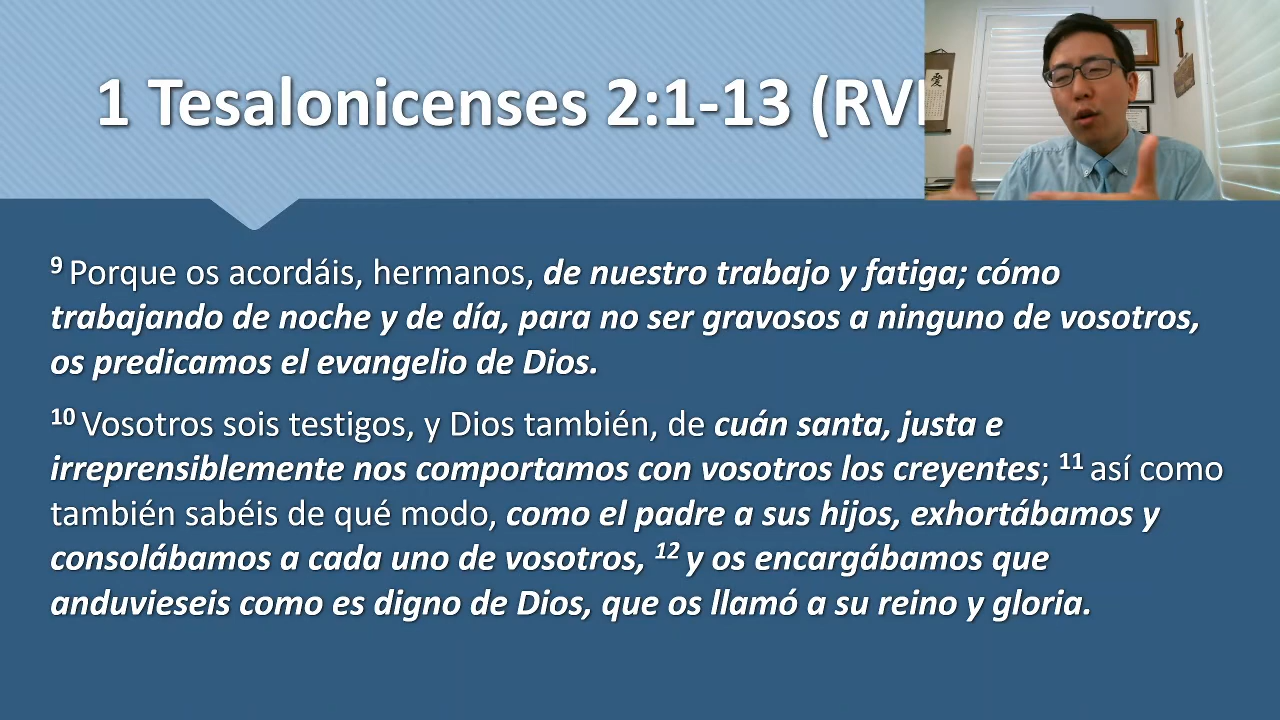 1 Tesalonicenses 2:1-13 (RV
9 Porque os acordáis, hermanos, de nuestro trabajo y fatiga; cómo
trabajando de noche y de día, para no ser gravosos a ninguno de vosotros,
os predicamos el evangelio de Dios.
10 Vosotros sois testigos, y Dios también, de cuán santa, justa e
irreprensiblemente nos comportamos con vosotros los creyentes; 11 así como
también sabéis de qué modo, como el padre a sus hijos, exhortábamos y
consolábamos a cada uno de vosotros, 12 y os encargábamos que
anduvieseis como es digno de Dios, que os llamó a su reino y gloria.
愛